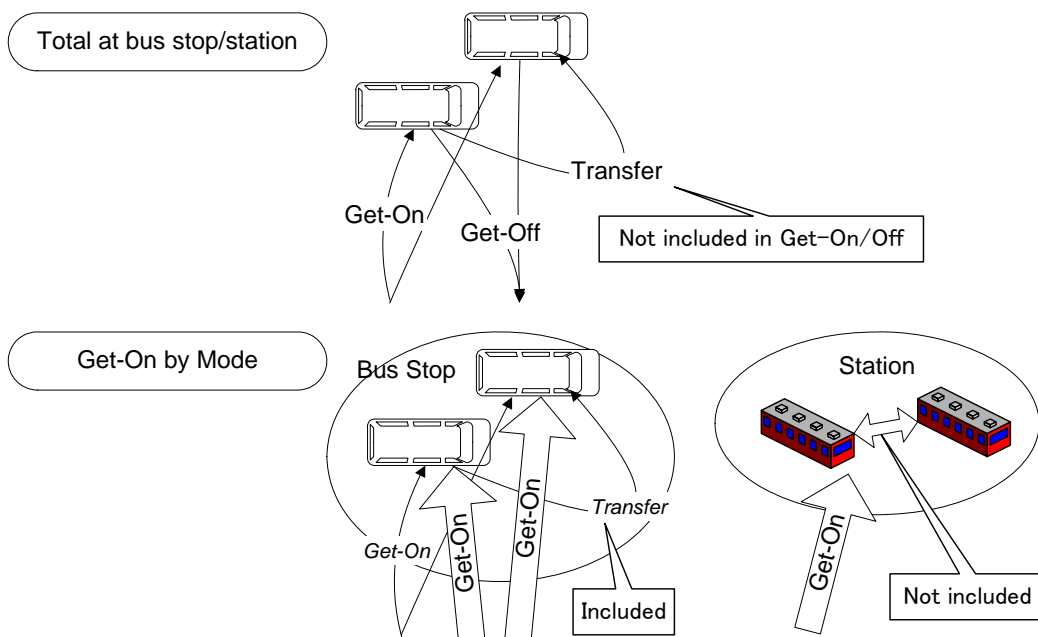 Total at bus stop/station
Transfer
Get-On
Get-Off
Not included in Get-On/Off
Get-On by Mode
Bus Stop
Station
Transfer
Get-On
Get-On
Get-On
Get-On
Included
Not included